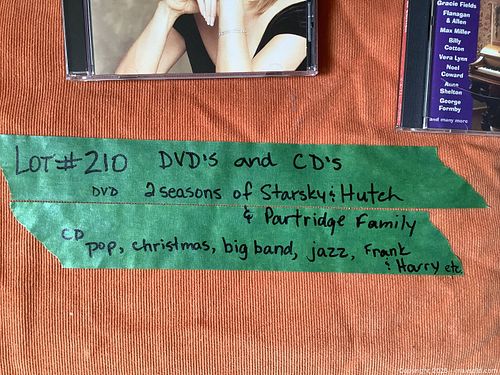 Gracie Fields
Flanagan
& Allen
Max Miller
Billy
Cotton
Vera Lynn
Noel
Coward
Anne
Shelton
George
Formby
and many more
LOT#210 DVD's and CD's
DVD 2 seasons of Starsky & Hutch
& Partridge Family
CD pop, christmas, big band, jazz, Frank
& Harry etc